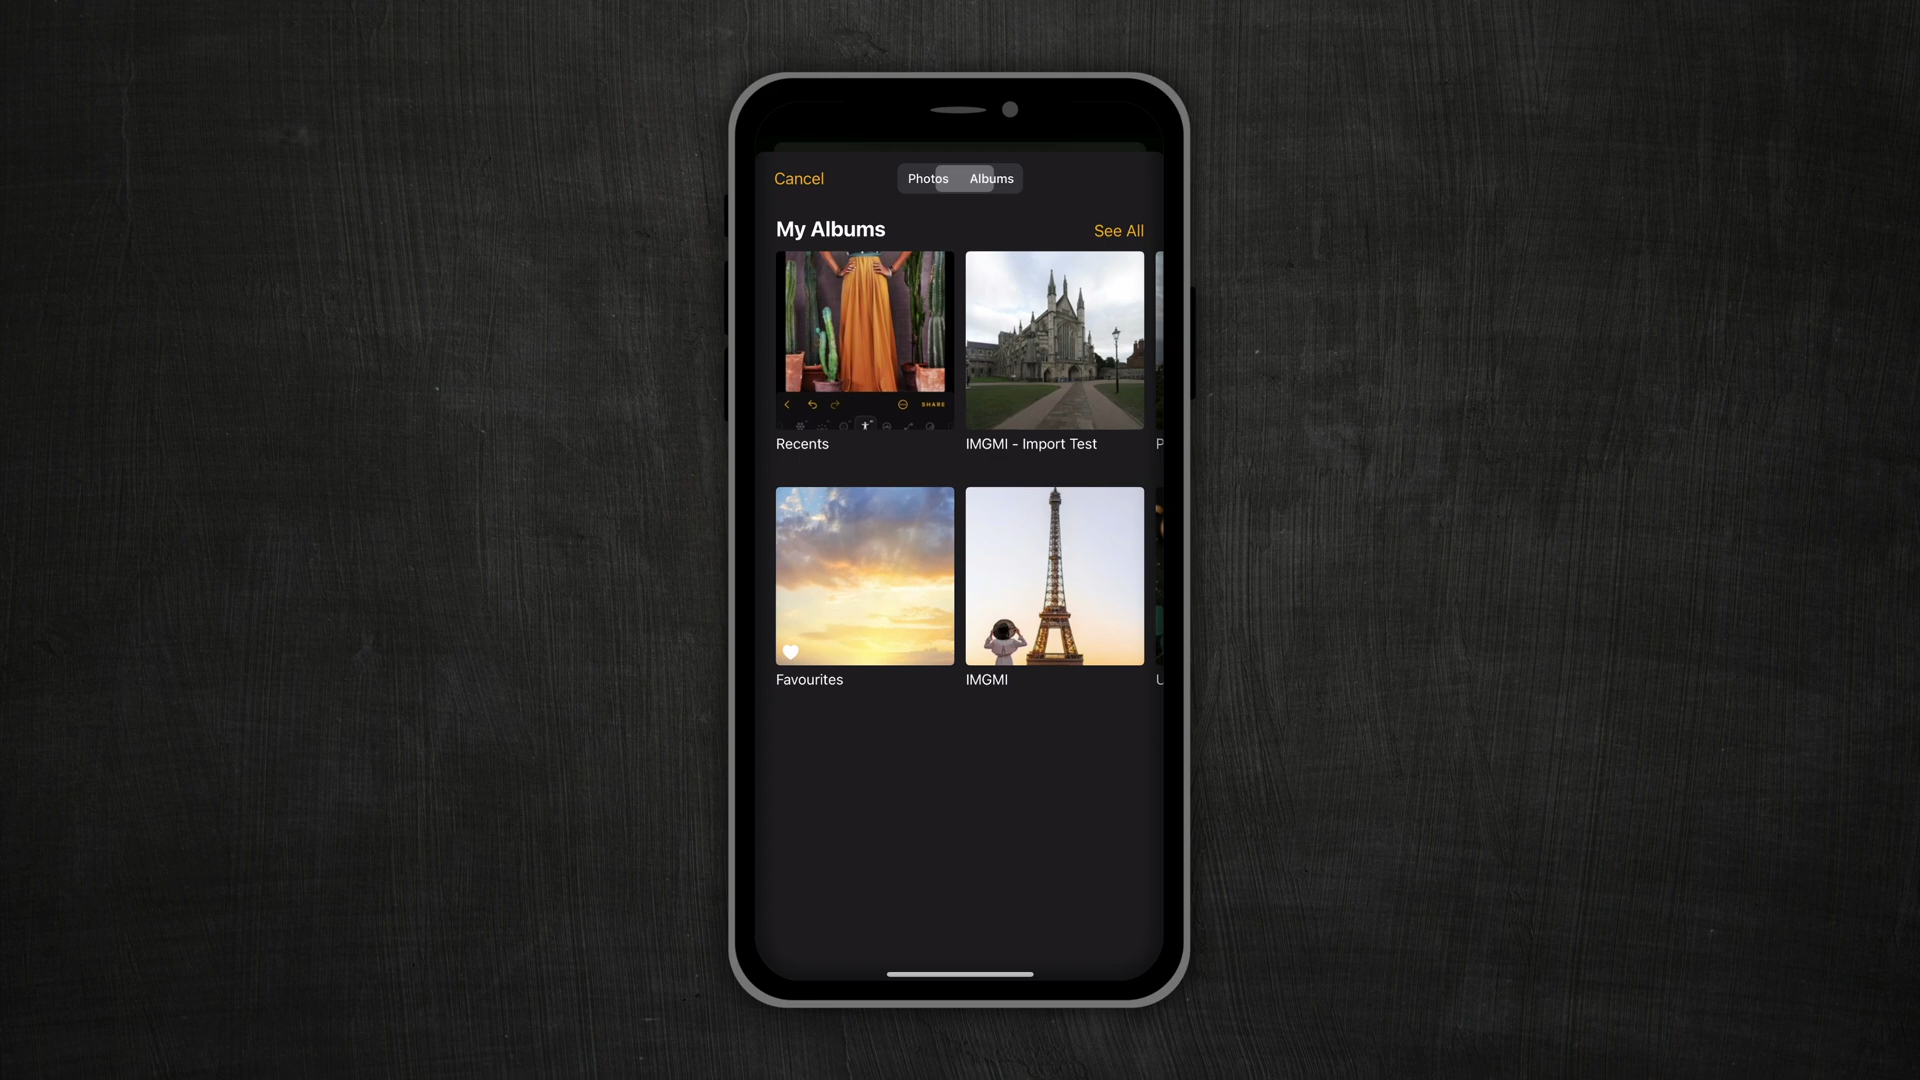 Cancel
Photos Albums
My Albums
See All
SHARE
Recents
IMGMI - Import Test
P
Favourites
IMGMI